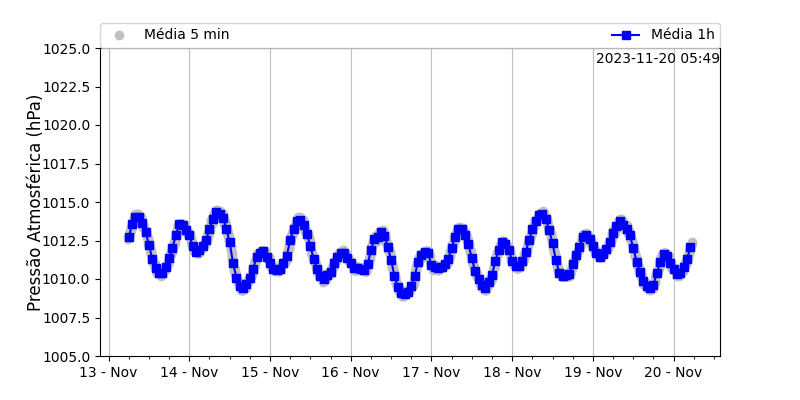 Média 5 min
Média 1h
2023-11-20 05:49
Pressão Atmosférica (hPa)
1025.0
1022.5
1020.0
1017.5
1015.0
1012.5
1010.0
1007.5
1005.0
13 - Nov
14 - Nov
15 - Nov
16 - Nov
17 - Nov
18 - Nov
19 - Nov
20 - Nov